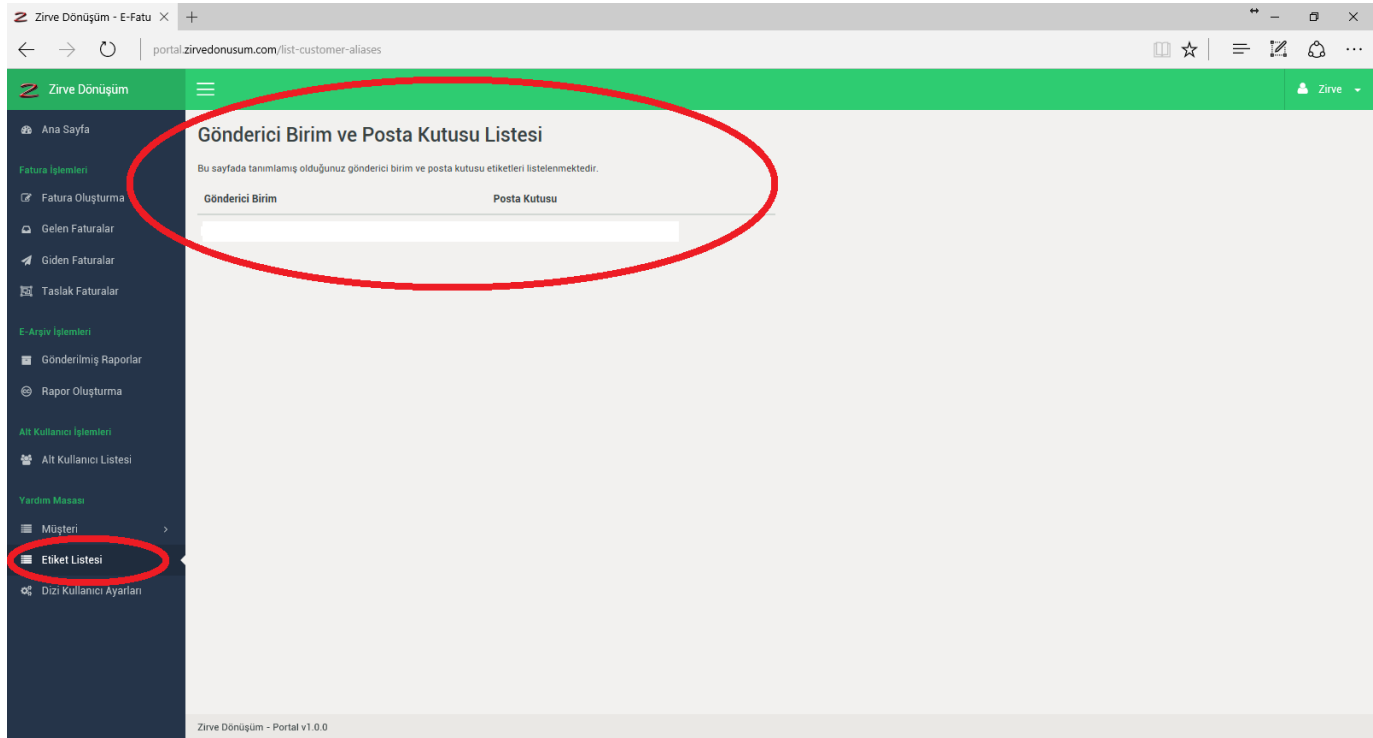 Zirve Dönüşüm - E-Fatu
portal.zirvedonusum.com/list-customer-aliases
Zirve Dönüşüm
Zirve
Ana Sayfa
Fatura İşlemleri
Fatura Oluşturma
Gelen Faturalar
Giden Faturalar
Taslak Faturalar
E-Arşiv İşlemleri
Gönderilmiş Raporlar
Rapor Oluşturma
Alt Kullanıcı İşlemleri
Alt Kullanıcı Listesi
Yardım Masası
Müşteri
Etiket Listesi
Dizi Kullanıcı Ayarları
Gönderici Birim ve Posta Kutusu Listesi
Bu sayfada tanımlamış olduğunuz gönderici birim ve posta kutusu etiketleri listelenmektedir.
Gönderici Birim Posta Kutusu
Zirve Dönüşüm - Portal v1.0.0